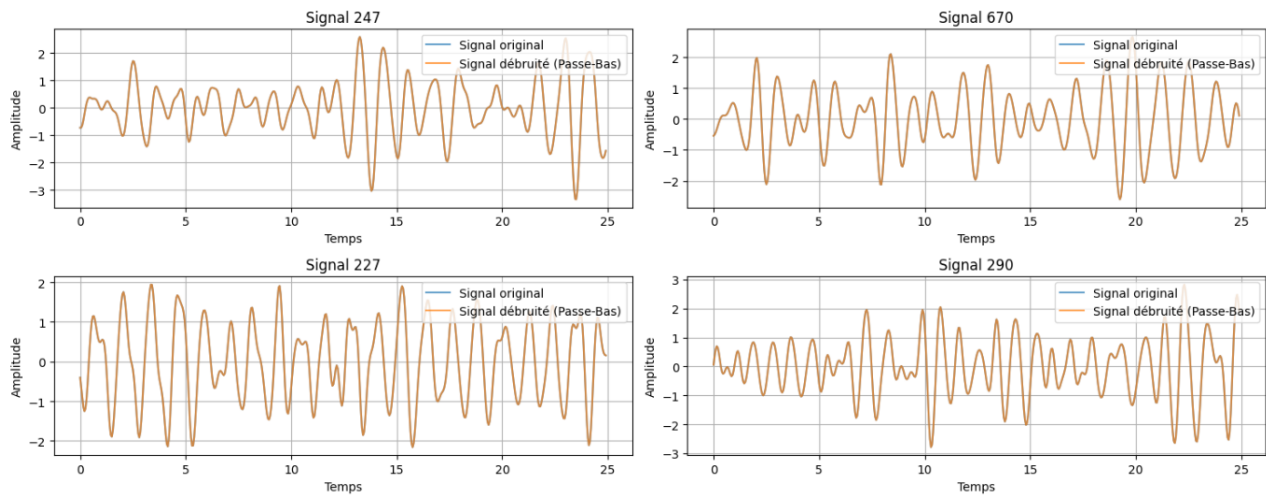 Signal 247
Signal original
Signal débruité (Passe-Bas)
Amplitude
2
1
0
−1
−2
−3
0
5
10
15
20
25
Temps
Signal 670
Signal original
Signal débruité (Passe-Bas)
Amplitude
2
1
0
−1
−2
0
5
10
15
20
25
Temps
Signal 227
Signal original
Signal débruité (Passe-Bas)
Amplitude
2
1
0
−1
−2
0
5
10
15
20
25
Temps
Signal 290
Signal original
Signal débruité (Passe-Bas)
Amplitude
3
2
1
0
−1
−2
−3
0
5
10
15
20
25
Temps